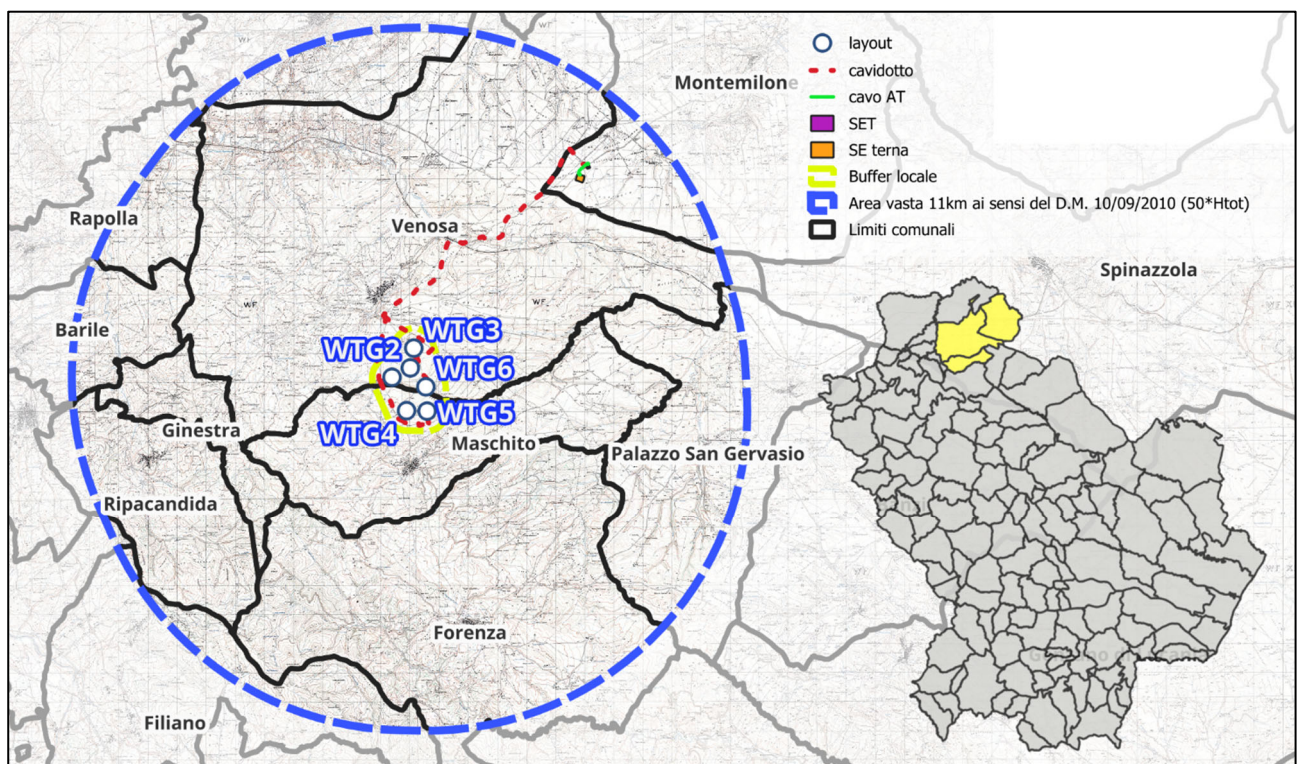 layout
cavidotto
cavo AT
SET
SE terna
Buffer locale
Area vasta 11km ai sensi del D.M. 10/09/2010 (50*Htot)
Limiti comunali
Montemilone
Rapolla
Venosa
Spinazzola
Barile
WTG3
WTG2
WTG6
WTG5
WTG4
Ginestra
Maschito
Palazzo San Gervasio
Ripacandida
Forenza
Filiano